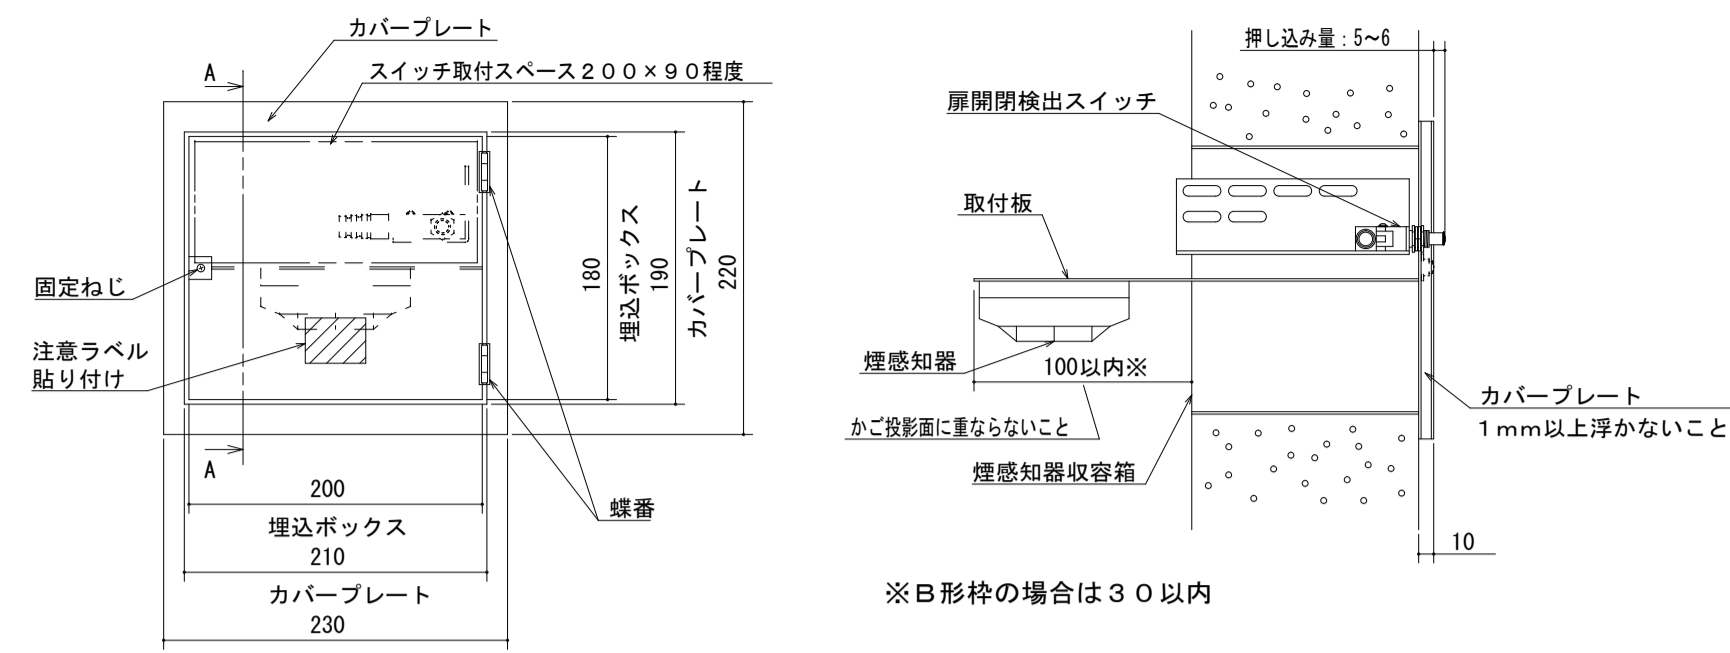 カバープレート
A
スイッチ取付スペース２００×９０程度
固定ねじ
注意ラベル
貼り付け
A
180
埋込ボックス
190
カバープレート
220
200
埋込ボックス
210
カバープレート
230
蝶番
押し込み量：5~6
扉開閉検出スイッチ
取付板
煙感知器
100以内※
かご投影面に重ならないこと
煙感知器収容箱
カバープレート
１ｍｍ以上浮かないこと
10
※Ｂ形枠の場合は３０以内